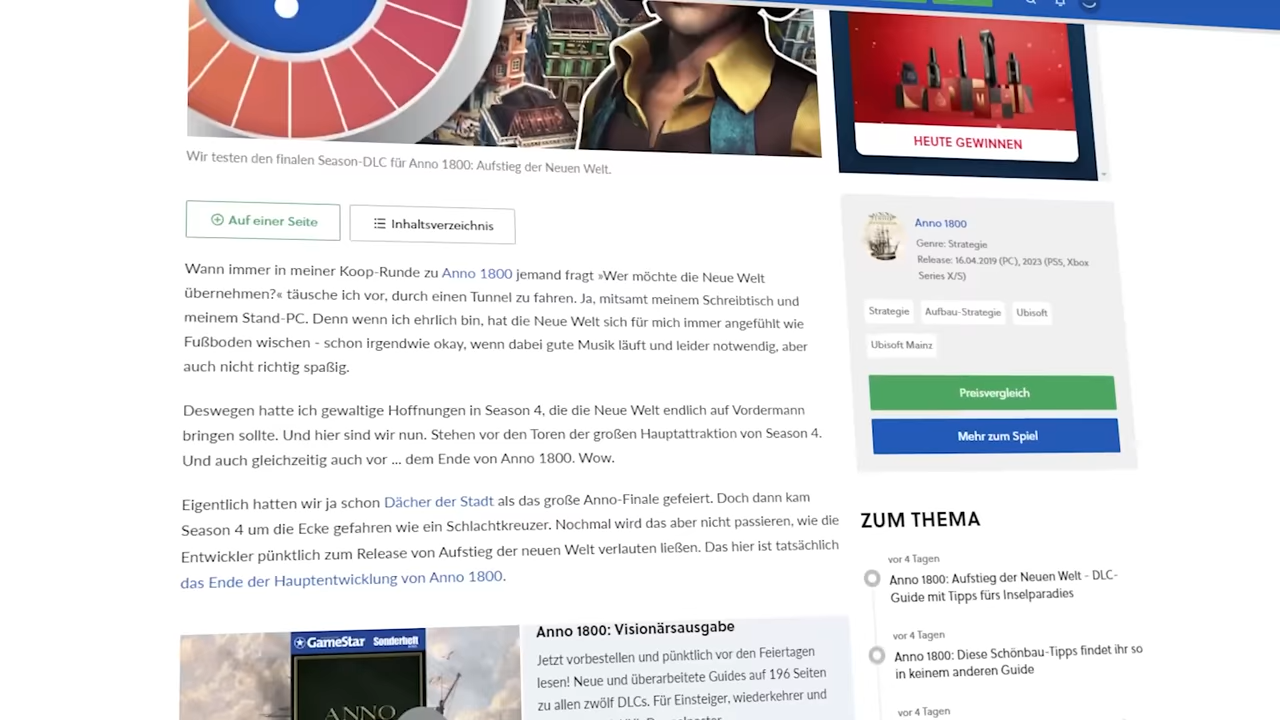 HEUTE GEWINNEN
Wir testen den finalen Season-DLC für Anno 1800: Aufstieg der Neuen Welt.
Auf einer Seite
Inhaltsverzeichnis
Wann immer in meiner Koop-Runde zu Anno 1800 jemand fragt »Wer möchte die Neue Welt
übernehmen?« täusche ich vor, durch einen Tunnel zu fahren. Ja, mitsamt meinem Schreibtisch und
meinem Stand-PC. Denn wenn ich ehrlich bin, hat die Neue Welt sich für mich immer angefühlt wie
Fußboden wischen - schon irgendwie okay, wenn dabei gute Musik läuft und leider notwendig, aber
auch nicht richtig spaßig.
Deswegen hatte ich gewaltige Hoffnungen in Season 4, die die Neue Welt endlich auf Vordermann
bringen sollte. Und hier sind wir nun. Stehen vor den Toren der großen Hauptattraktion von Season 4.
Und auch gleichzeitig auch vor ... dem Ende von Anno 1800. Wow.
Eigentlich hatten wir ja schon Dächer der Stadt als das große Anno-Finale gefeiert. Doch dann kam
Season 4 um die Ecke gefahren wie ein Schlachtkreuzer. Nochmal wird das aber nicht passieren, wie die
Entwickler pünktlich zum Release von Aufstieg der neuen Welt verlauten ließen. Das hier ist tatsächlich
das Ende der Hauptentwicklung von Anno 1800.
GameStar Sonderheft
ANNO
Anno 1800: Visionärsausgabe
Jetzt vorbestellen und pünktlich vor den Feiertagen
lesen! Neue und überarbeitete Guides auf 196 Seiten
zu allen zwölf DLCs. Für Einsteiger, wiederkehrer und
Anno 1800
Genre: Strategie
Release: 16.04.2019 (PC), 2023 (PS5, Xbox
Series X/S)
Strategie
Aufbau-Strategie
Ubisoft
Ubisoft Mainz
Preisvergleich
Mehr zum Spiel
ZUM THEMA
vor 4 Tagen
Anno 1800: Aufstieg der Neuen Welt - DLC-
Guide mit Tipps fürs Inselparadies
vor 4 Tagen
Anno 1800: Diese Schönbau-Tipps findet ihr so
in keinem anderen Guide
vor 4 Tagen